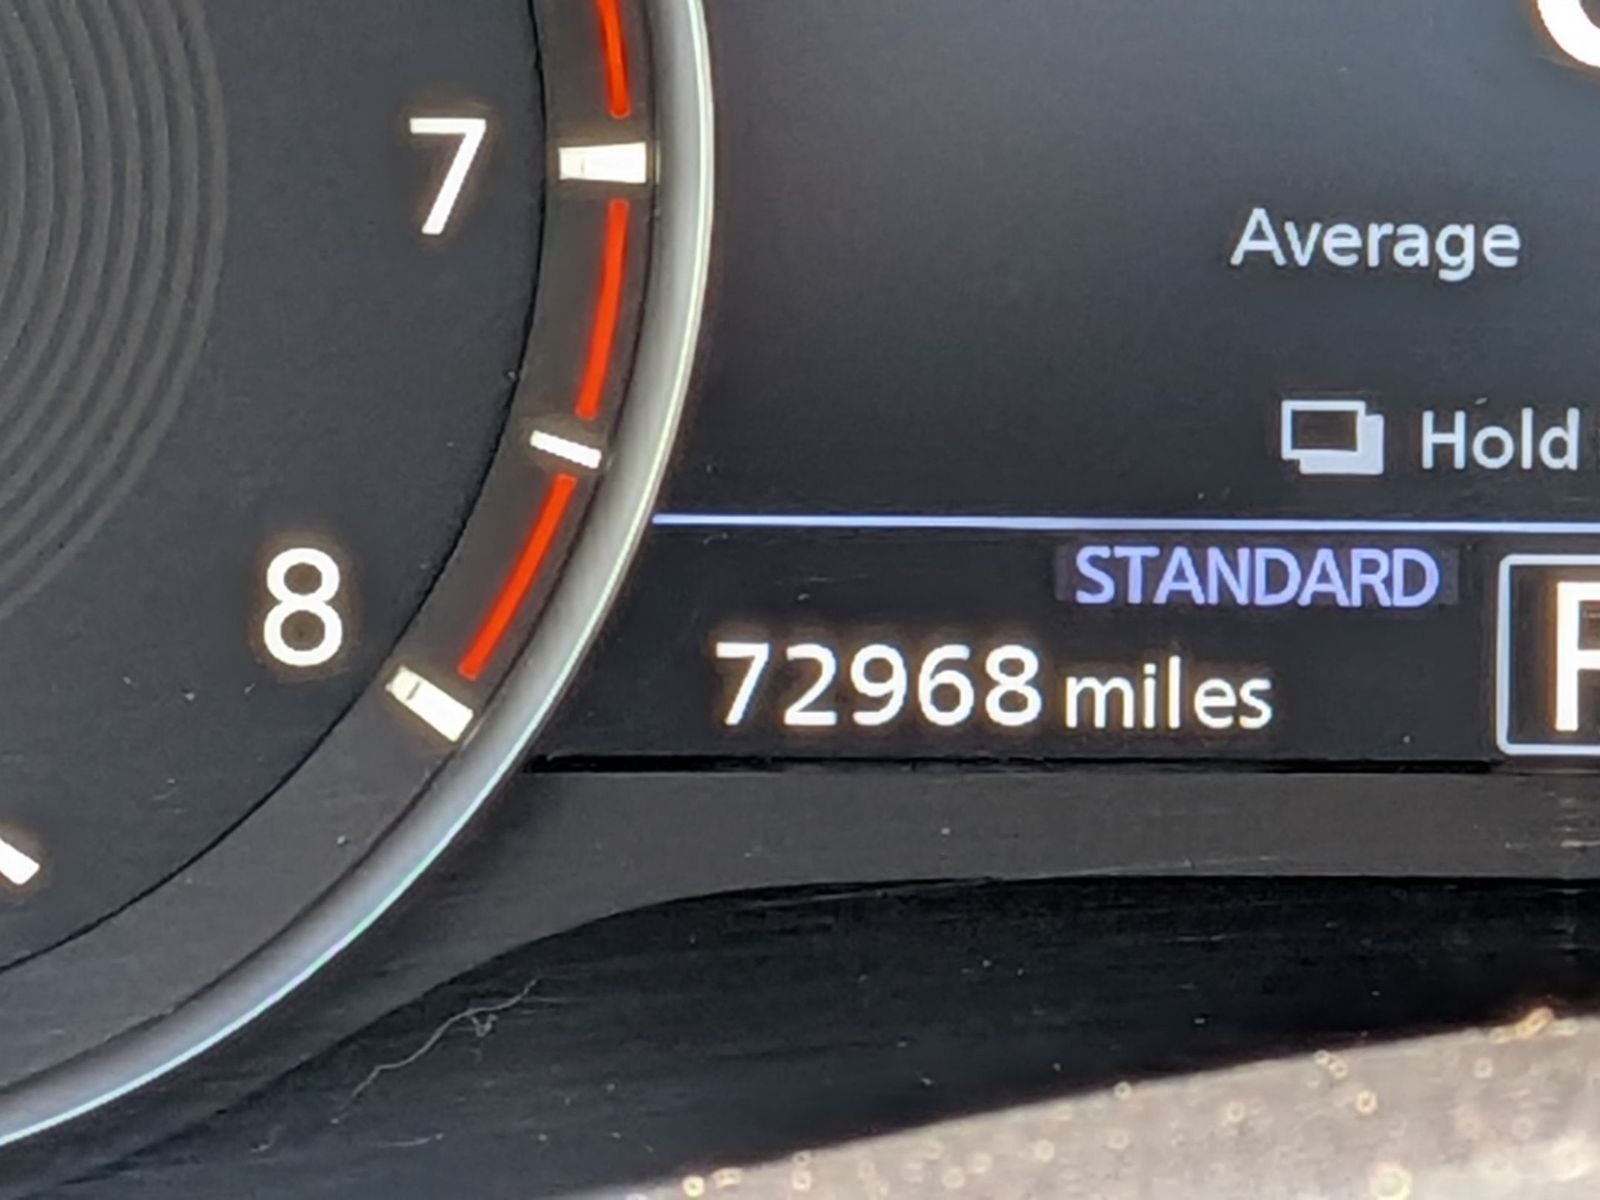 7
Average
Hold
STANDARD
8
72968 miles